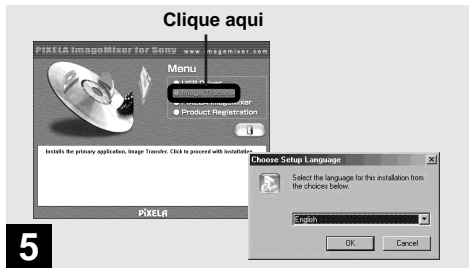 Clique aqui
PIXELA ImageMixer for Sony www.imagemixer.com
Menu
USB Driver
Image Transfer
PIXELA ImageMixer
Product Registration
Installs the primary application, Image Transfer. Click to proceed with installation.
PIXELA
Choose Setup Language
Select the language for this installation from
the choices below.
English
OK Cancel
5